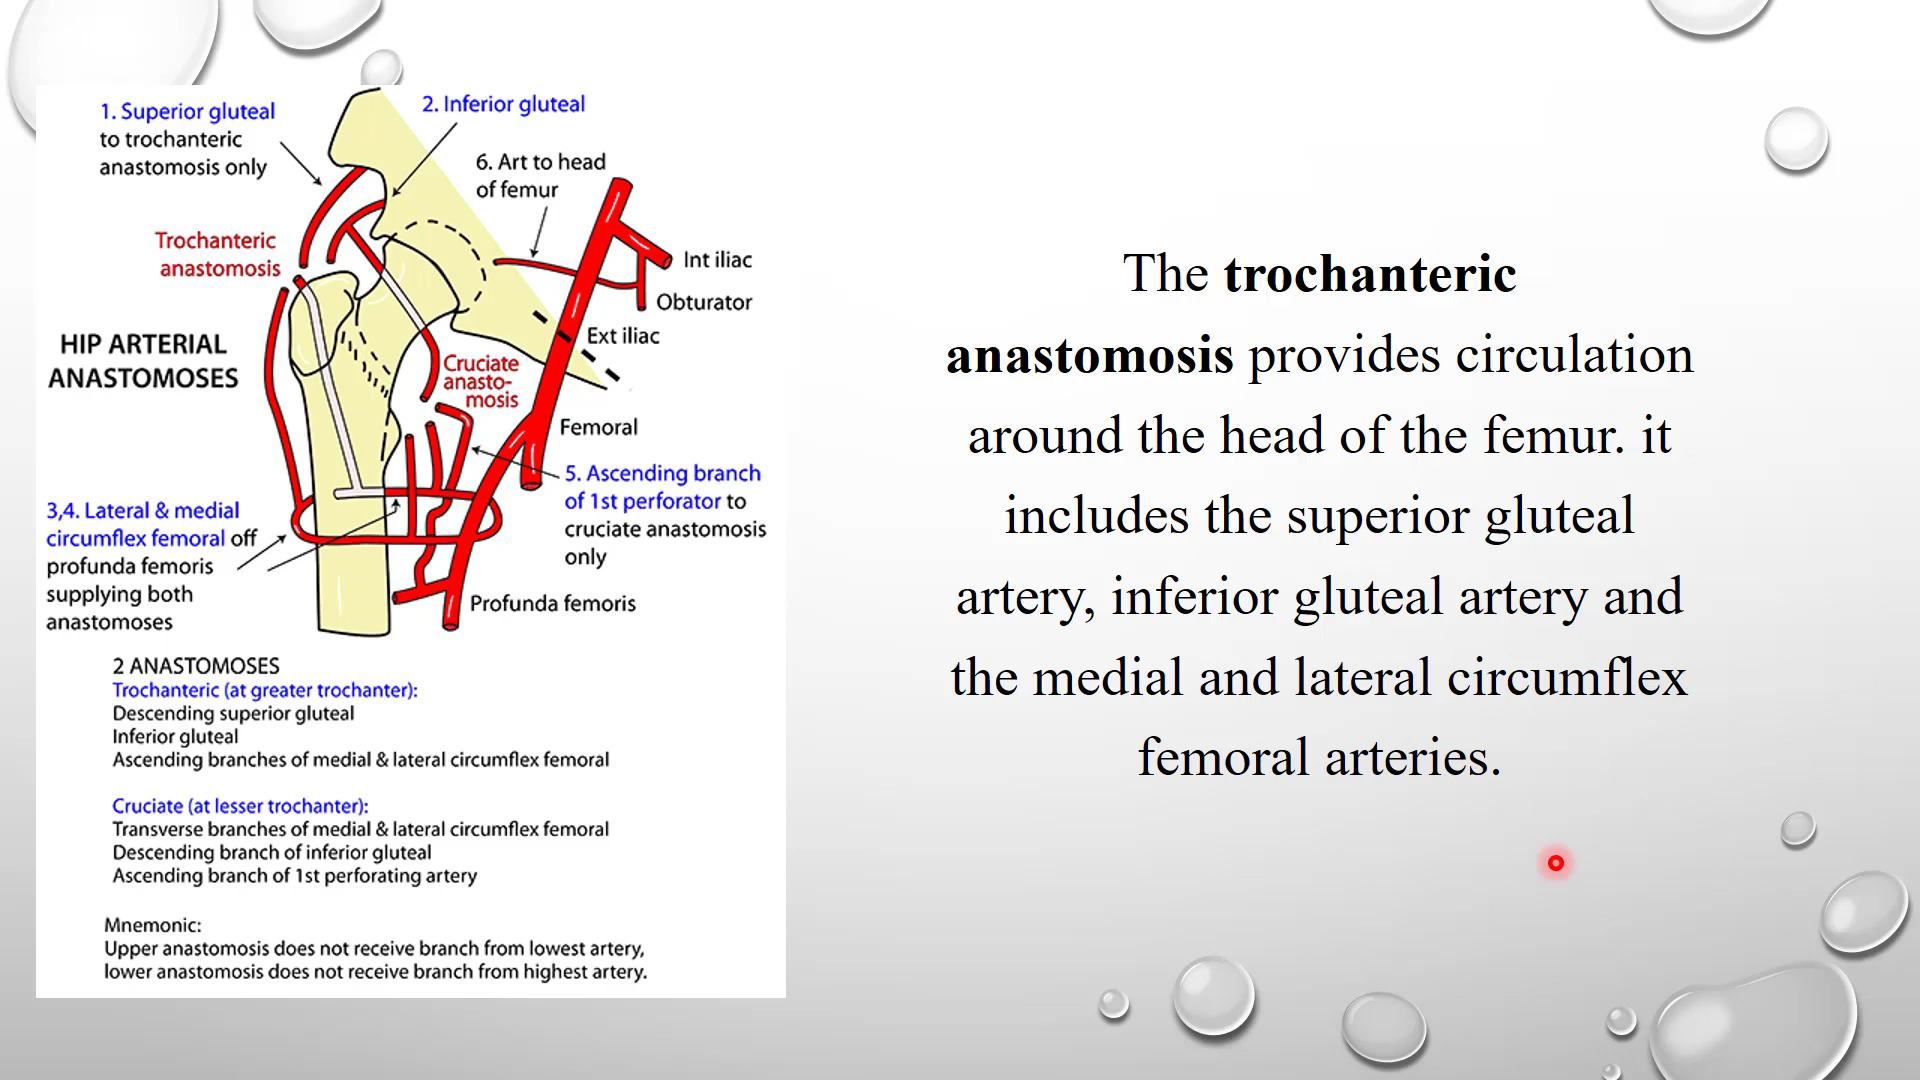 1. Superior gluteal
to trochanteric
anastomosis only
2. Inferior gluteal
6. Art to head
of femur
Trochanteric
anastomosis
Int iliac
Obturator
Ext iliac
HIP ARTERIAL
ANASTOMOSES
Cruciate
anasto-
mosis
Femoral
5. Ascending branch
of 1st perforator to
cruciate anastomosis
only
3,4. Lateral & medial
circumflex femoral off
profunda femoris
supplying both
anastomoses
Profunda femoris
2 ANASTOMOSES
Trochanteric (at greater trochanter):
Descending superior gluteal
Inferior gluteal
Ascending branches of medial & lateral circumflex femoral
Cruciate (at lesser trochanter):
Transverse branches of medial & lateral circumflex femoral
Descending branch of inferior gluteal
Ascending branch of 1st perforating artery
Mnemonic:
Upper anastomosis does not receive branch from lowest artery,
lower anastomosis does not receive branch from highest artery.
The trochanteric
anastomosis provides circulation
around the head of the femur. it
includes the superior gluteal
artery, inferior gluteal artery and
the medial and lateral circumflex
femoral arteries.